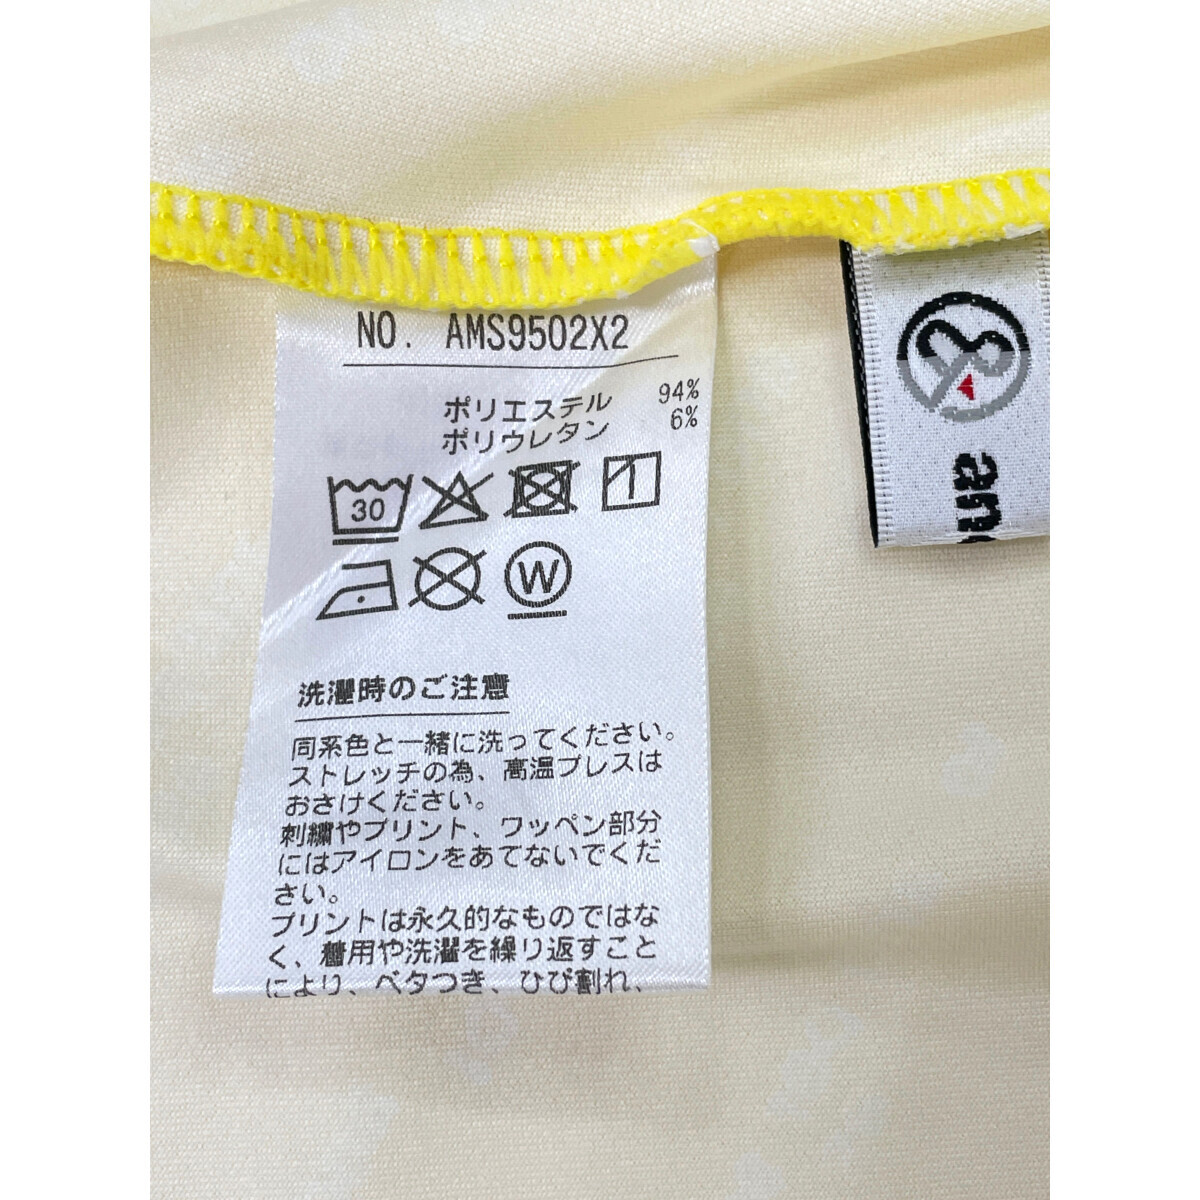 NO. AMS9502X2
ポリエステル 94%
ポリウレタン 6%
30
W
洗濯時のご注意
同系色と一緒に洗ってください。
ストレッチの為、高温プレスは
おさけください。
刺繍やプリント、ワッペン部分
にはアイロンをあてないでくだ
さい。
プリントは永久的なものではな
く、着用や洗濯を繰り返すこと
により、ベタつき、ひび割れ、
an